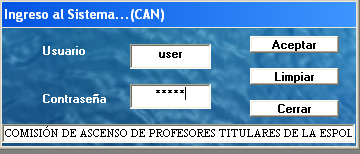 Ingreso al Sistema...(CAN)
Usuario
user
Aceptar
Limpiar
Contraseña
*****
Cerrar
COMISIÓN DE ASCENSO DE PROFESORES TITULARES DE LA ESPOL